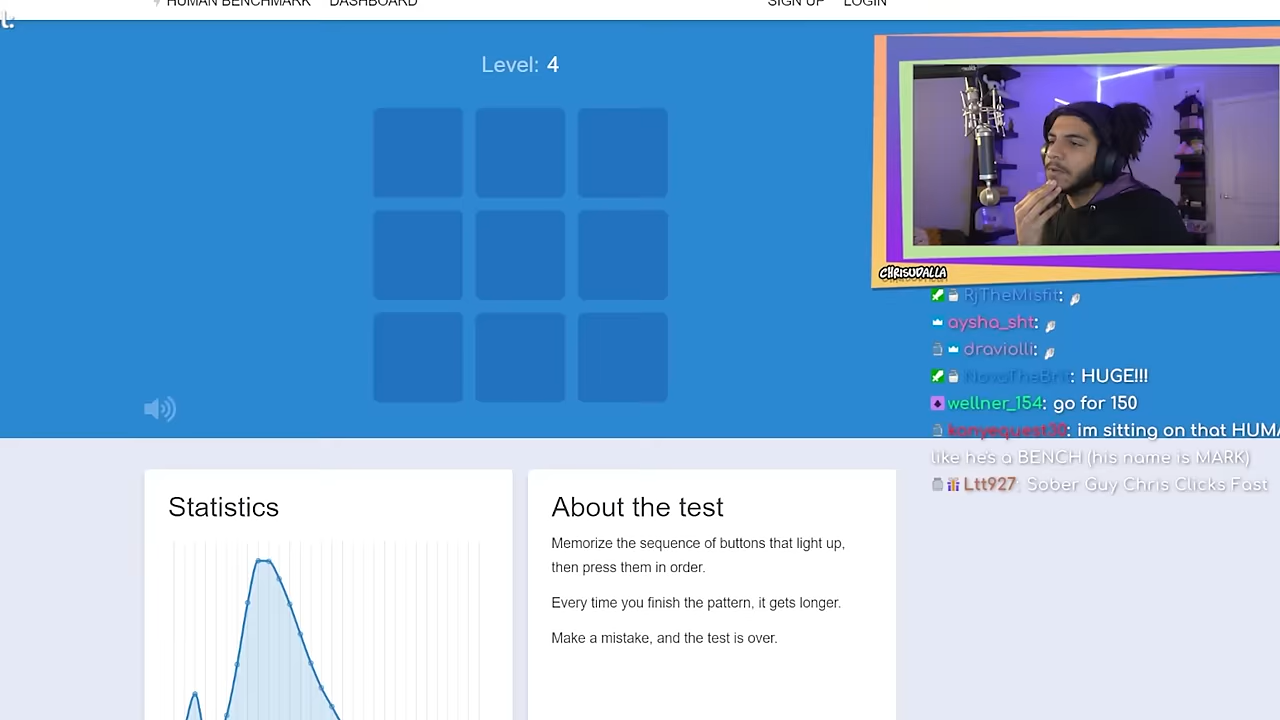 HUMAN BENCHMARK DASHBOARD SIGN UP LOGIN
t.
Level: 4
CHRISUDALLA
RjTheMisfit:
aysha_sht:
draviolli:
NovaTheBrit: HUGE!!!
wellner_154: go for 150
kanyequest30: im sitting on that HUMA
like he's a BENCH (his name is MARK)
Ltt927: Sober Guy Chris Clicks Fast
Statistics
About the test
Memorize the sequence of buttons that light up,
then press them in order.
Every time you finish the pattern, it gets longer.
Make a mistake, and the test is over.